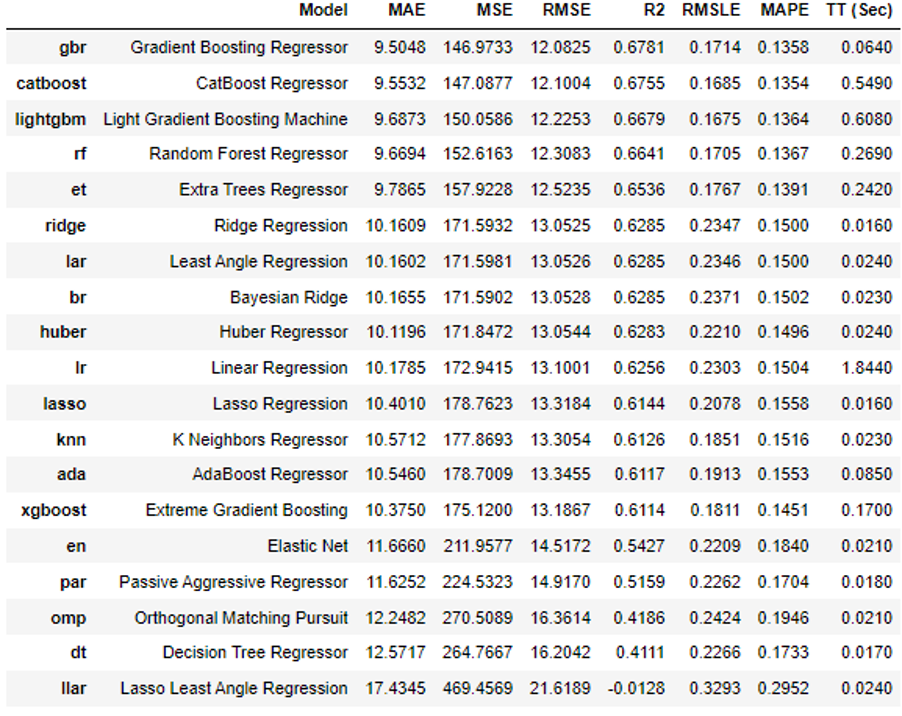 Model MAE MSE RMSE R2 RMSLE MAPE TT (Sec)
gbr Gradient Boosting Regressor 9.5048 146.9733 12.0825 0.6781 0.1714 0.1358 0.0640
catboost CatBoost Regressor 9.5532 147.0877 12.1004 0.6755 0.1685 0.1354 0.5490
lightgbm Light Gradient Boosting Machine 9.6873 150.0586 12.2253 0.6679 0.1675 0.1364 0.6080
rf Random Forest Regressor 9.6694 152.6163 12.3083 0.6641 0.1705 0.1367 0.2690
et Extra Trees Regressor 9.7865 157.9228 12.5235 0.6536 0.1767 0.1391 0.2420
ridge Ridge Regression 10.1609 171.5932 13.0525 0.6285 0.2347 0.1500 0.0160
lar Least Angle Regression 10.1602 171.5981 13.0526 0.6285 0.2346 0.1500 0.0240
br Bayesian Ridge 10.1655 171.5902 13.0528 0.6285 0.2371 0.1502 0.0230
huber Huber Regressor 10.1196 171.8472 13.0544 0.6283 0.2210 0.1496 0.0240
lr Linear Regression 10.1785 172.9415 13.1001 0.6256 0.2303 0.1504 1.8440
lasso Lasso Regression 10.4010 178.7623 13.3184 0.6144 0.2078 0.1558 0.0160
knn K Neighbors Regressor 10.5712 177.8693 13.3054 0.6126 0.1851 0.1516 0.0230
ada AdaBoost Regressor 10.5460 178.7009 13.3455 0.6117 0.1913 0.1553 0.0850
xgboost Extreme Gradient Boosting 10.3750 175.1200 13.1867 0.6114 0.1811 0.1451 0.1700
en Elastic Net 11.6660 211.9577 14.5172 0.5427 0.2209 0.1840 0.0210
par Passive Aggressive Regressor 11.6252 224.5323 14.9170 0.5159 0.2262 0.1704 0.0180
omp Orthogonal Matching Pursuit 12.2482 270.5089 16.3614 0.4186 0.2424 0.1946 0.0210
dt Decision Tree Regressor 12.5717 264.7667 16.2042 0.4111 0.2266 0.1733 0.0170
llar Lasso Least Angle Regression 17.4345 469.4569 21.6189 -0.0128 0.3293 0.2952 0.0240